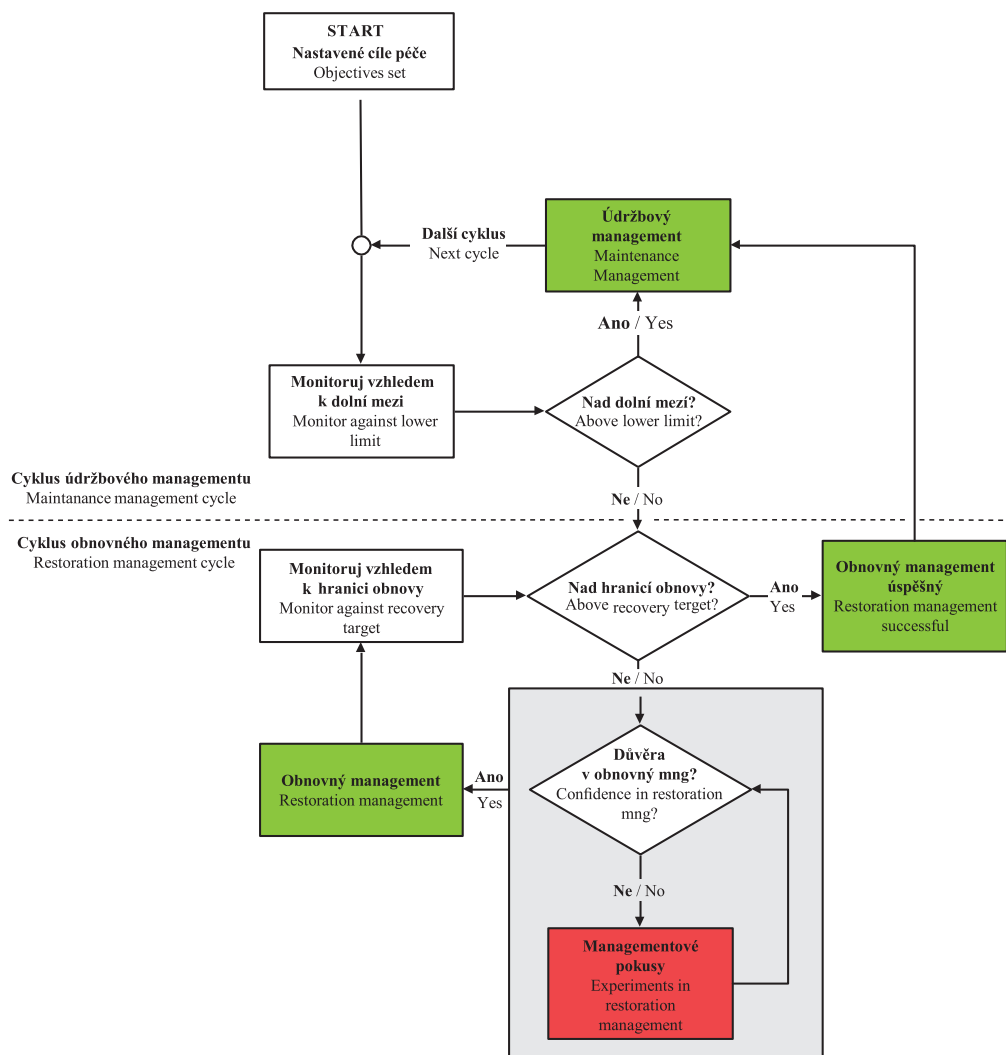 START
Nastavené cíle péče
Objectives set
Údržbový
management
Maintenance
Management
Další cyklus
Next cycle
Ano / Yes
Monitoruj vzhledem
k dolní mezi
Monitor against lower
limit
Nad dolní mezí?
Above lower limit?
Cyklus údržbového managementu
Maintanance management cycle
Ne / No
Cyklus obnovného managementu
Restoration management cycle
Monitoruj vzhledem
k hranici obnovy
Monitor against recovery
target
Nad hranicí obnovy?
Above recovery target?
Ano
Yes
Obnovný management
úspěšný
Restoration management
successful
Ne / No
Důvěra
v obnovný mng?
Confidence in restoration
mng?
Ano
Yes
Obnovný management
Restoration management
Ne / No
Managementové
pokusy
Experiments in
restoration
management